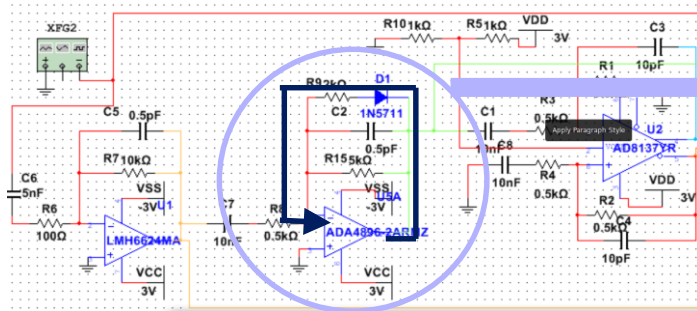 XFG2
R10 1kΩ
R5 1kΩ
VDD
3V
C3
10pF
R9 2kΩ
D1
1N5711
C2
0.5pF
R15 5kΩ
C5
0.5pF
R7 10kΩ
C6
5nF
R6
100Ω
VSS
-3V
U1
LMH6624MA
VCC
3V
C7
10nF
R8
0.5kΩ
VSS
-3V
U5A
ADA4896-2ARMZ
VCC
3V
C1
10nF
R3
0.5kΩ
Apply Paragraph Style
C8
10nF
R4
0.5kΩ
R1
U2
AD8137YR
VDD
3V
R2
0.5kΩ
C4
10pF